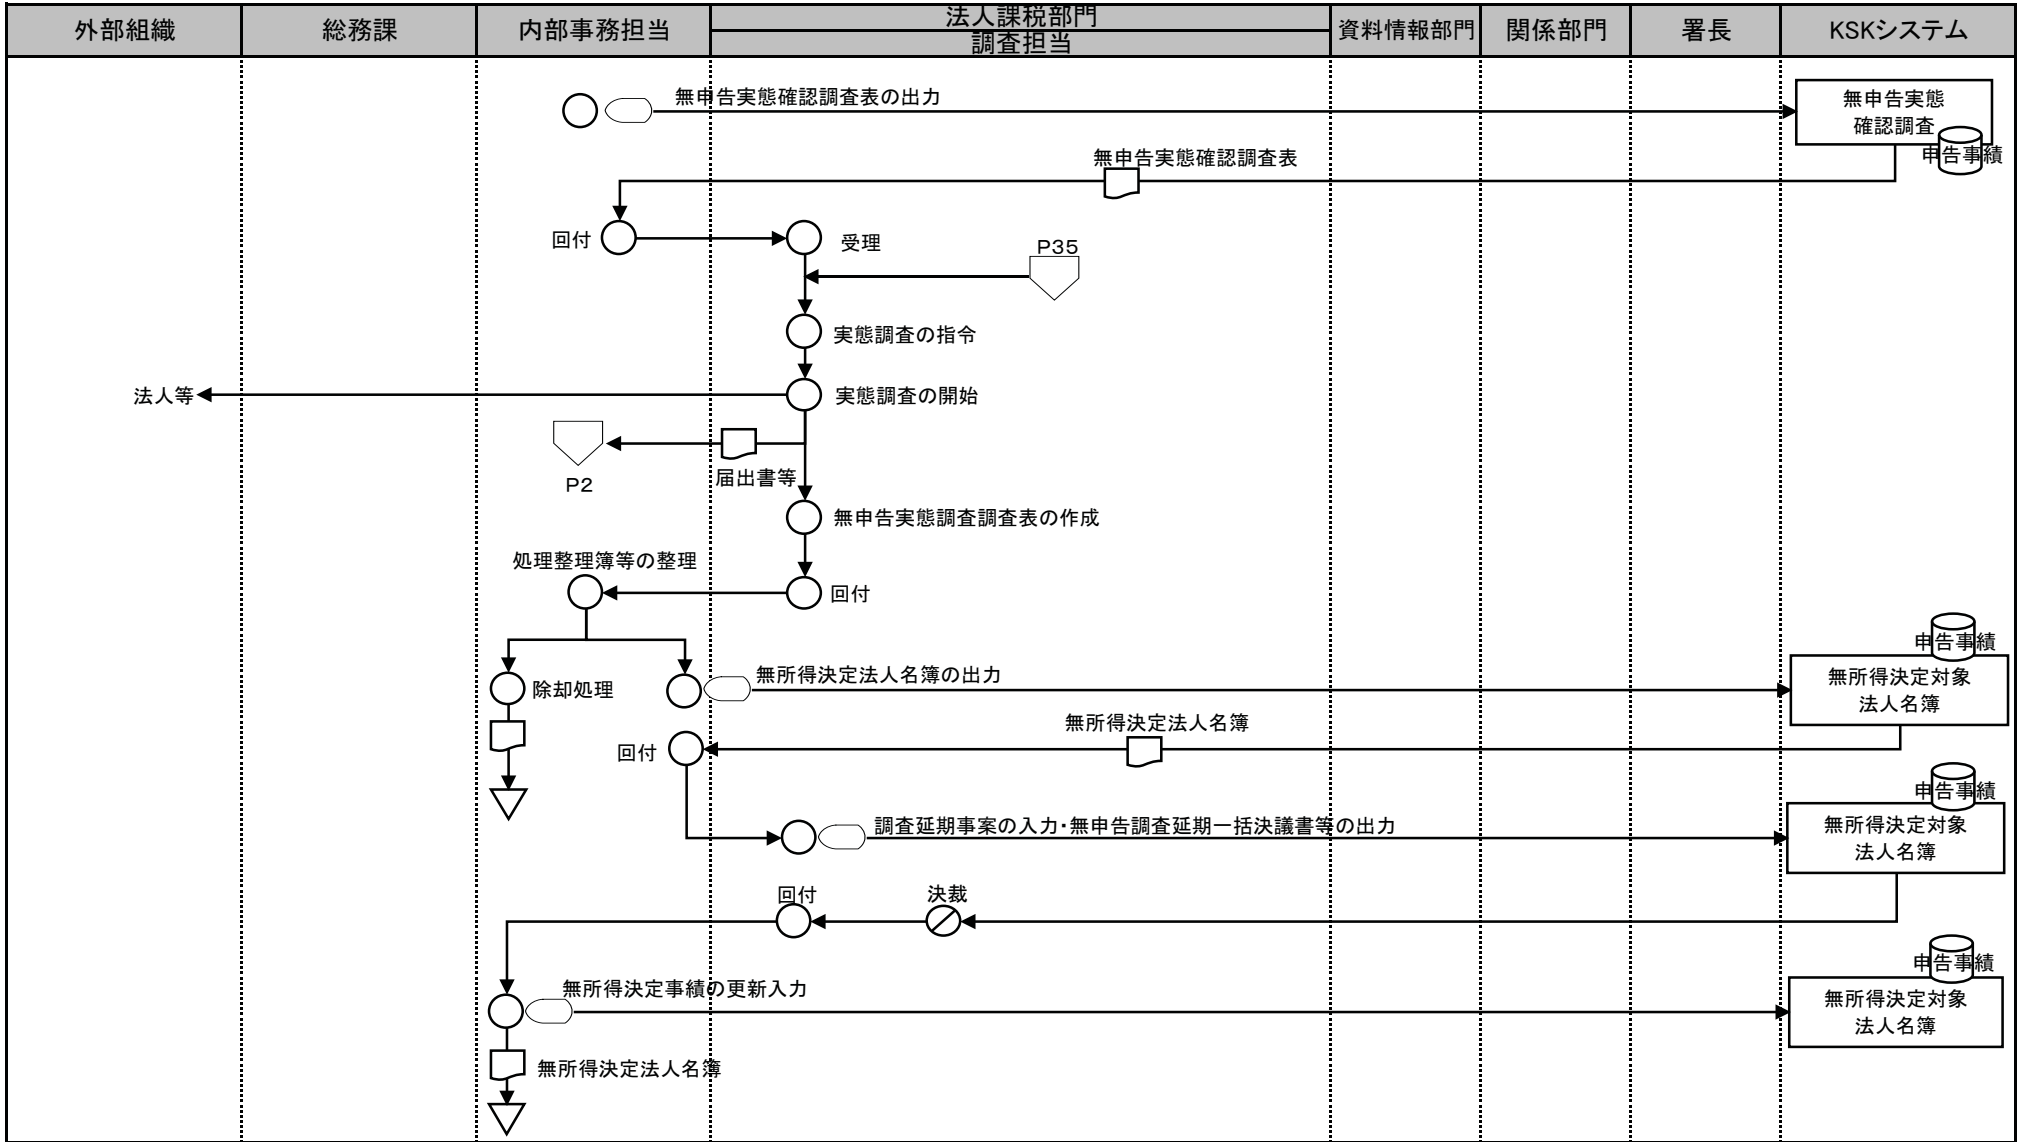 外部組織
総務課
内部事務担当
法人課税部門
調査担当
資料情報部門
関係部門
署長
KSKシステム
無申告実態確認調査表の出力
無申告実態
確認調査
申告事績
無申告実態確認調査表
回付
受理
P35
実態調査の指令
法人等
実態調査の開始
届出書等
P2
無申告実態調査調査表の作成
処理整理簿等の整理
回付
申告事績
除却処理
無所得決定法人名簿の出力
無所得決定対象
法人名簿
無所得決定法人名簿
回付
申告事績
調査延期事案の入力・無申告調査延期一括決議書等の出力
無所得決定対象
法人名簿
回付
決裁
申告事績
無所得決定事績の更新入力
無所得決定対象
法人名簿
無所得決定法人名簿